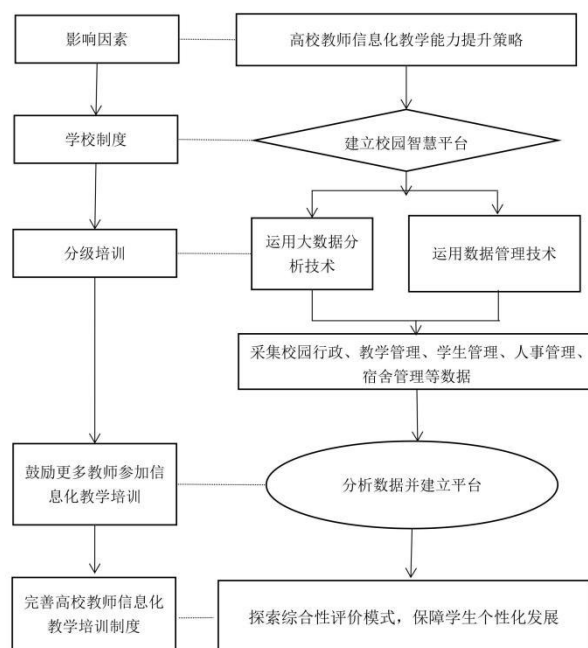 影响因素
高校教师信息化教学能力提升策略
学校制度
建立校园智慧平台
分级培训
运用大数据分
析技术
运用数据管理技术
采集校园行政、教学管理、学生管理、人事管理、
宿舍管理等数据
鼓励更多教师参加信
息化教学培训
分析数据并建立平台
完善高校教师信息化
教学培训制度
探索综合性评价模式，保障学生个性化发展